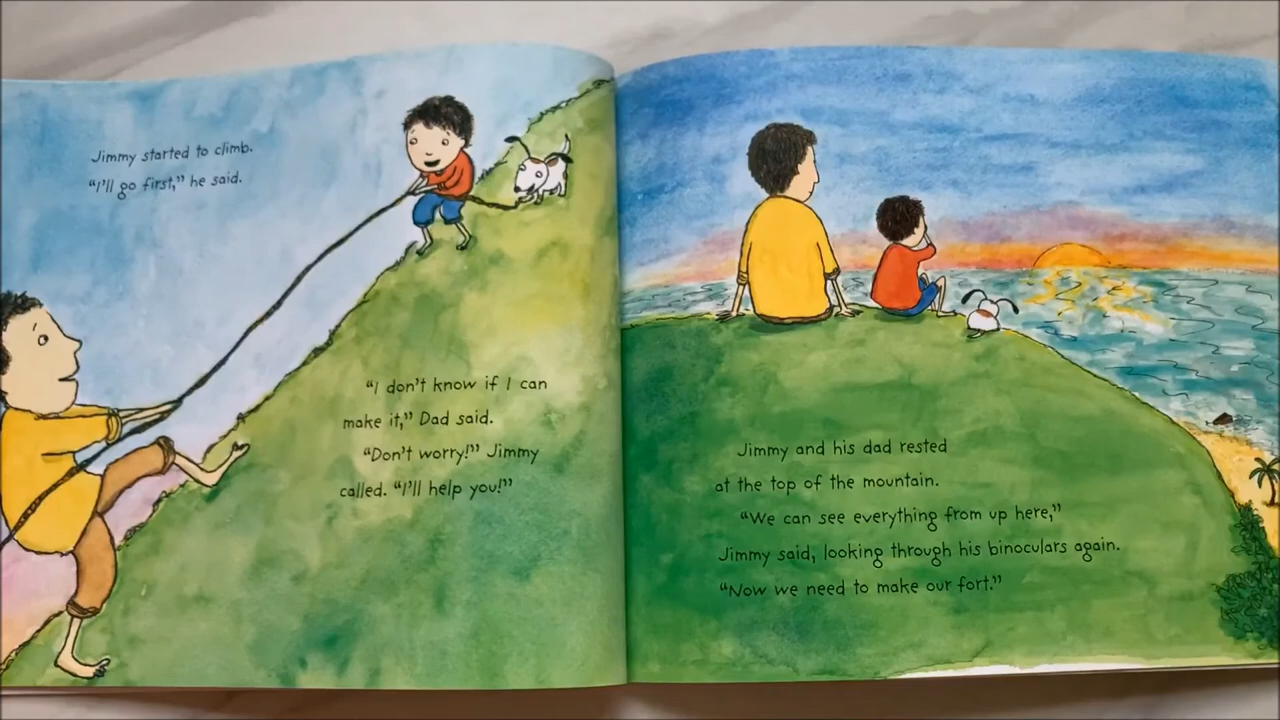 Jimmy started to climb.
“I’ll go first,” he said.
“I don’t know if I can
make it,” Dad said.
“Don’t worry!” Jimmy
called. “I’ll help you!”
Jimmy and his dad rested
at the top of the mountain.
“We can see everything from up here,”
Jimmy said, looking through his binoculars again.
“Now we need to make our fort.”